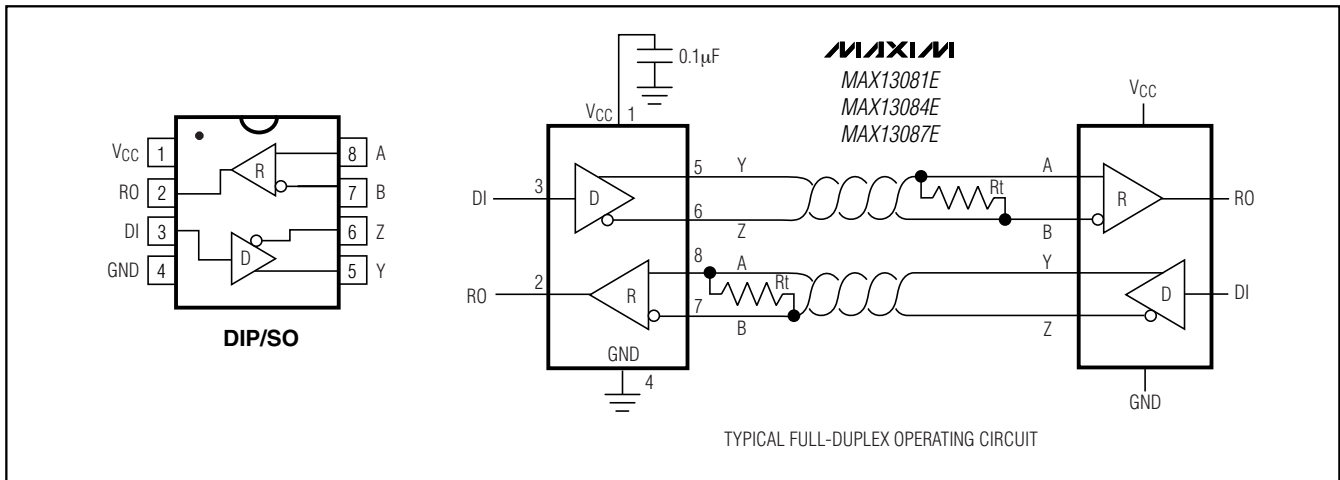 VCC 1
RO 2
DI 3
GND 4
R
D
8 A
7 B
6 Z
5 Y
DIP/SO
0.1µF
VCC 1
MAXIM
MAX13081E
MAX13084E
MAX13087E
VCC
DI 3
D
5 Y
6 Z
A
Rt
B
R
RO
RO 2
R
8 A
Rt
7 B
Y
Z
D
DI
GND
4
GND
TYPICAL FULL-DUPLEX OPERATING CIRCUIT